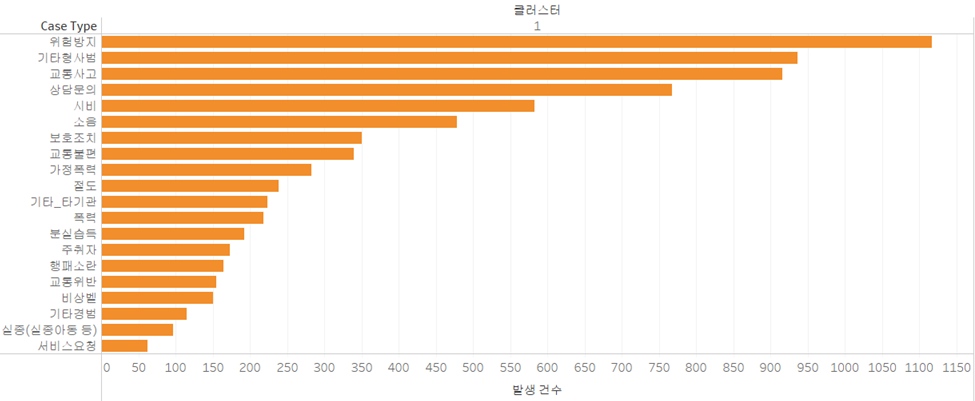 클러스터
Case Type 1
위험방지
기타형사범
교통사고
상담문의
시비
소음
보호조치
교통불편
가정폭력
절도
기타_타기관
폭력
분실습득
주취자
행패소란
교통위반
비상벨
기타경범
실종(실종아동 등)
서비스요청
0 50 100 150 200 250 300 350 400 450 500 550 600 650 700 750 800 850 900 950 1000 1050 1100 1150
발생 건수